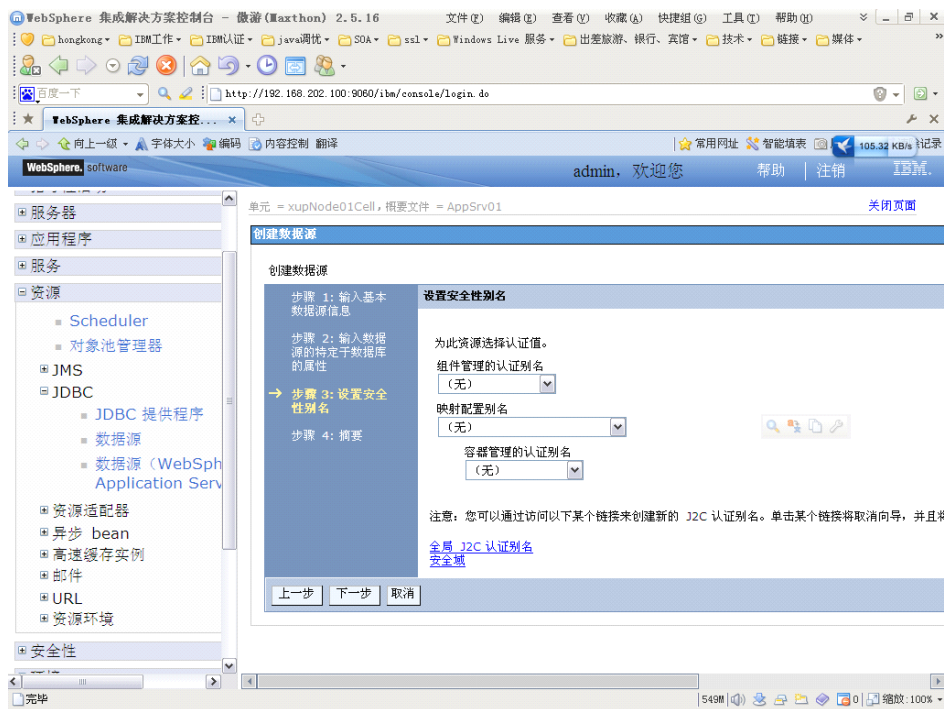 WebSphere 集成解决方案控制台 - 傲游(Maxthon) 2.5.16
文件(F) 编辑(E) 查看(V) 收藏(A) 快捷组(G) 工具(T) 帮助(H)
hongkong IBM工作 IBM认证 java调优 SOA ssl Windows Live 服务 出差旅游、银行、宾馆 技术 链接 媒体
百度一下 http://192.168.202.100:9060/ibm/console/login.do
WebSphere 集成解决方案控...
向上一级 字体大小 编码 内容控制 翻译 常用网址 智能填表 105.32 KB/s 记录
WebSphere. software admin，欢迎您 帮助 注销 IBM.
单元 = xupNode01Cell，概要文件 = AppSrv01 关闭页面
服务器
应用程序
服务
资源
Scheduler
对象池管理器
JMS
JDBC
JDBC 提供程序
数据源
数据源（WebSph
Application Serv
资源适配器
异步 bean
高速缓存实例
邮件
URL
资源环境
安全性
创建数据源
创建数据源
步骤 1: 输入基本
数据源信息
步骤 2: 输入数据
源的特定于数据库
的属性
步骤 3: 设置安全
性别名
步骤 4: 摘要
设置安全性别名
为此资源选择认证值。
组件管理的认证别名
（无）
映射配置别名
（无）
容器管理的认证别名
（无）
注意: 您可以通过访问以下某个链接来创建新的 J2C 认证别名。单击某个链接将取消向导，并且将
全局 J2C 认证别名
安全域
上一步 下一步 取消
完毕 549M 0 缩放:100%